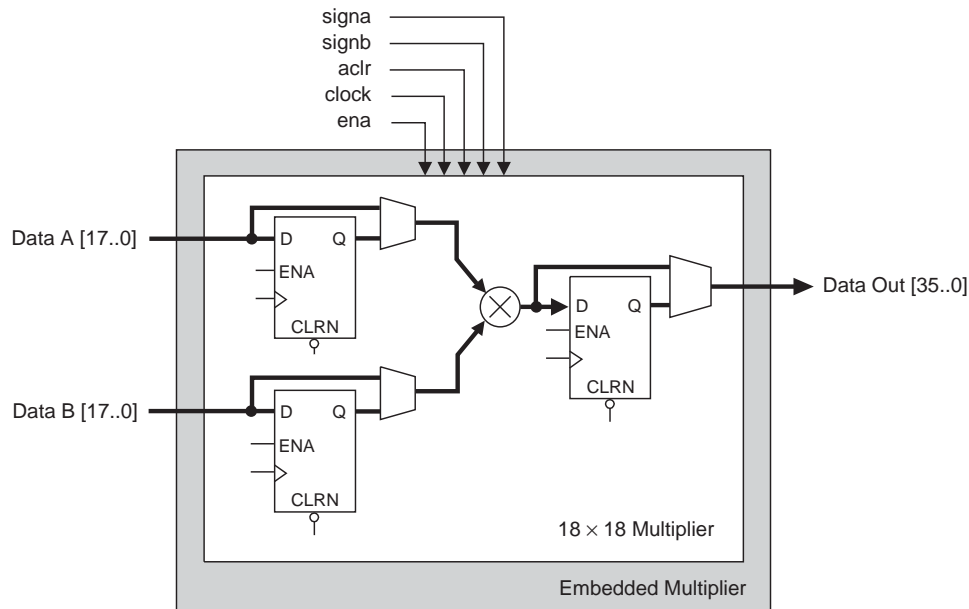 signa
signb
aclr
clock
ena
Data A [17..0]
D Q
ENA
CLRN
Data B [17..0]
D Q
ENA
CLRN
D Q
ENA
CLRN
Data Out [35..0]
18 × 18 Multiplier
Embedded Multiplier